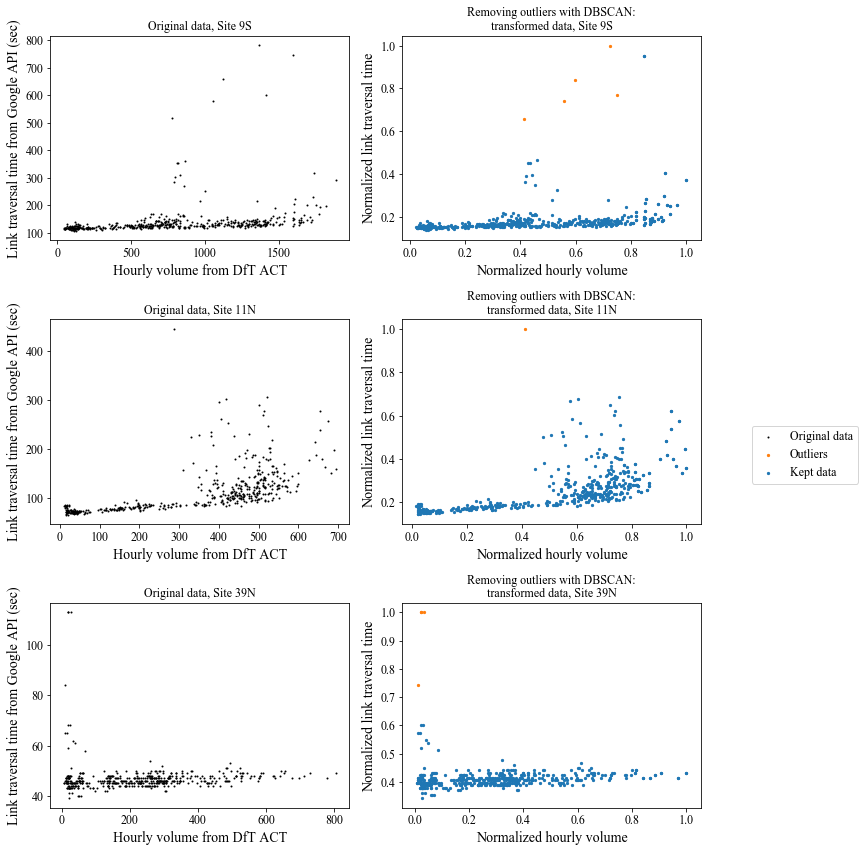 Original data, Site 9S
Link traversal time from Google API (sec)
800
700
600
500
400
300
200
100
0
500
1000
1500
Hourly volume from DfT ACT
Removing outliers with DBSCAN:
transformed data, Site 9S
Normalized link traversal time
1.0
0.8
0.6
0.4
0.2
0.0
0.2
0.4
0.6
0.8
1.0
Normalized hourly volume
Original data, Site 11N
Link traversal time from Google API (sec)
400
300
200
100
0
100
200
300
400
500
600
700
Hourly volume from DfT ACT
Removing outliers with DBSCAN:
transformed data, Site 11N
Normalized link traversal time
1.0
0.8
0.6
0.4
0.2
0.0
0.2
0.4
0.6
0.8
1.0
Normalized hourly volume
Original data
Outliers
Kept data
Original data, Site 39N
Link traversal time from Google API (sec)
100
80
60
40
0
200
400
600
800
Hourly volume from DfT ACT
Removing outliers with DBSCAN:
transformed data, Site 39N
Normalized link traversal time
1.0
0.9
0.8
0.7
0.6
0.5
0.4
0.0
0.2
0.4
0.6
0.8
1.0
Normalized hourly volume